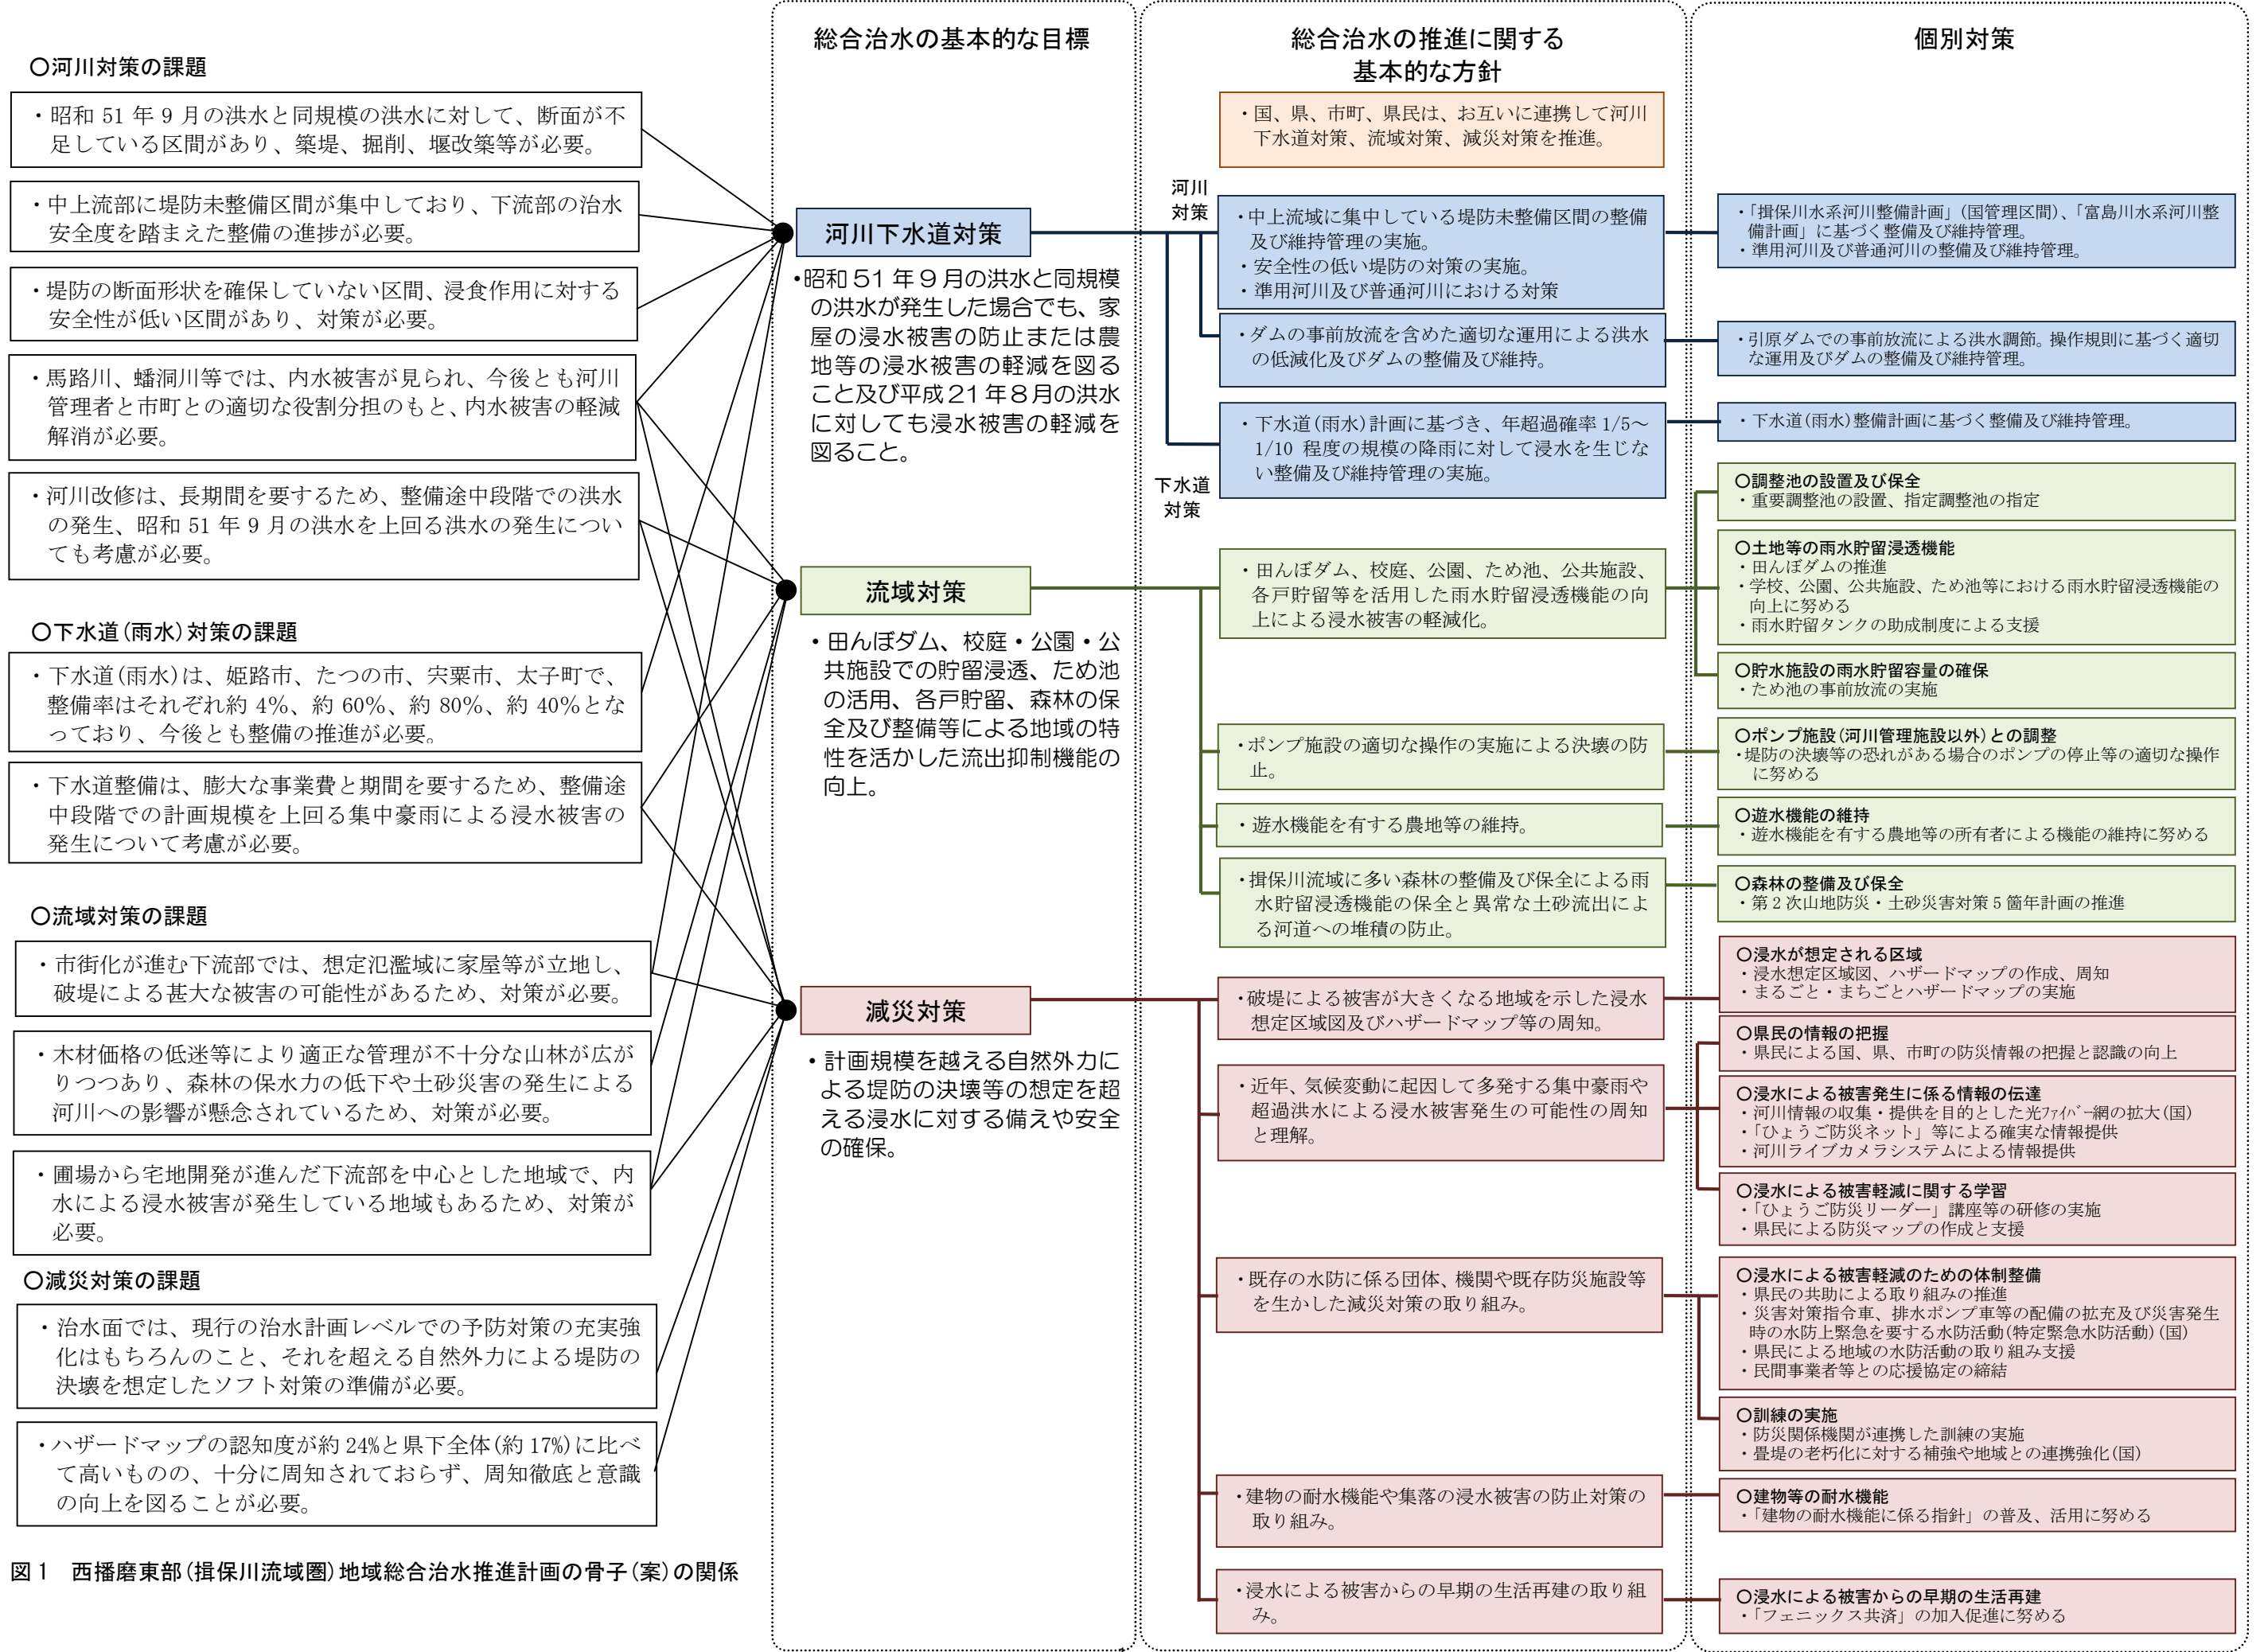 〇河川対策の課題
・昭和 51 年 9 月の洪水と同規模の洪水に対して、断面が不
足している区間があり、築堤、掘削、堰改築等が必要。
・中上流部に堤防未整備区間が集中しており、下流部の治水
安全度を踏まえた整備の進捗が必要。
・堤防の断面形状を確保していない区間、浸食作用に対する
安全性が低い区間があり、対策が必要。
・馬路川、蟠洞川等では、内水被害が見られ、今後とも河川
管理者と市町との適切な役割分担のもと、内水被害の軽減
解消が必要。
・河川改修は、長期間を要するため、整備途中段階での洪水
の発生、昭和 51 年 9 月の洪水を上回る洪水の発生につい
ても考慮が必要。
〇下水道(雨水)対策の課題
・下水道(雨水)は、姫路市、たつの市、宍粟市、太子町で、
整備率はそれぞれ約 4%、約 60%、約 80%、約 40%とな
っており、今後とも整備の推進が必要。
・下水道整備は、膨大な事業費と期間を要するため、整備途
中段階での計画規模を上回る集中豪雨による浸水被害の
発生について考慮が必要。
〇流域対策の課題
・市街化が進む下流部では、想定氾濫域に家屋等が立地し、
破堤による甚大な被害の可能性があるため、対策が必要。
・木材価格の低迷等により適正な管理が不十分な山林が広が
りつつあり、森林の保水力の低下や土砂災害の発生による
河川への影響が懸念されているため、対策が必要。
・圃場から宅地開発が進んだ下流部を中心とした地域で、内
水による浸水被害が発生している地域もあるため、対策が
必要。
〇減災対策の課題
・治水面では、現行の治水計画レベルでの予防対策の充実強
化はもちろんのこと、それを超える自然外力による堤防の
決壊を想定したソフト対策の準備が必要。
・ハザードマップの認知度が約 24%と県下全体(約 17%)に比べ
て高いものの、十分に周知されておらず、周知徹底と意識
の向上を図ることが必要。
図1　西播磨東部(揖保川流域圏)地域総合治水推進計画の骨子(案)の関係
総合治水の基本的な目標
河川下水道対策
・昭和 51 年 9 月の洪水と同規模
の洪水が発生した場合でも、家
屋の浸水被害の防止または農
地等の浸水被害の軽減を図る
こと及び平成 21 年 8 月の洪水
に対しても浸水被害の軽減を
図ること。
流域対策
・田んぼダム、校庭・公園・公
共施設での貯留浸透、ため池
の活用、各戸貯留、森林の保
全及び整備等による地域の特
性を活かした流出抑制機能の
向上。
減災対策
・計画規模を越える自然外力に
よる堤防の決壊等の想定を超
える浸水に対する備えや安全
の確保。
総合治水の推進に関する
基本的な方針
・国、県、市町、県民は、お互いに連携して河川
下水道対策、流域対策、減災対策を推進。
河川
対策
・中上流域に集中している堤防未整備区間の整備
及び維持管理の実施。
・安全性の低い堤防の対策の実施。
・準用河川及び普通河川における対策
・ダムの事前放流を含めた適切な運用による洪水
の低減化及びダムの整備及び維持。
・下水道(雨水)計画に基づき、年超過確率 1/5～
1/10 程度の規模の降雨に対して浸水を生じな
い整備及び維持管理の実施。
下水道
対策
・田んぼダム、校庭、公園、ため池、公共施設、
各戸貯留等を活用した雨水貯留浸透機能の向
上による浸水被害の軽減化。
・ポンプ施設の適切な操作の実施による決壊の防
止。
・遊水機能を有する農地等の維持。
・揖保川流域に多い森林の整備及び保全による雨
水貯留浸透機能の保全と異常な土砂流出によ
る河道への堆積の防止。
・破堤による被害が大きくなる地域を示した浸水
想定区域図及びハザードマップ等の周知。
・近年、気候変動に起因して多発する集中豪雨や
超過洪水による浸水被害発生の可能性の周知
と理解。
・既存の水防に係る団体、機関や既存防災施設等
を生かした減災対策の取り組み。
・建物の耐水機能や集落の浸水被害の防止対策の
取り組み。
・浸水による被害からの早期の生活再建の取り組
み。
個別対策
・「揖保川水系河川整備計画」(国管理区間)、「富島川水系河川整
備計画」に基づく整備及び維持管理。
・準用河川及び普通河川の整備及び維持管理。
・引原ダムでの事前放流による洪水調節。操作規則に基づく適切
な運用及びダムの整備及び維持管理。
・下水道(雨水)整備計画に基づく整備及び維持管理。
〇調整池の設置及び保全
・重要調整池の設置、指定調整池の指定
〇土地等の雨水貯留浸透機能
・田んぼダムの推進
・学校、公園、公共施設、ため池等における雨水貯留浸透機能の
向上に努める
・雨水貯留タンクの助成制度による支援
〇貯水施設の雨水貯留容量の確保
・ため池の事前放流の実施
〇ポンプ施設(河川管理施設以外)との調整
・堤防の決壊等の恐れがある場合のポンプの停止等の適切な操作
に努める
〇遊水機能の維持
・遊水機能を有する農地等の所有者による機能の維持に努める
〇森林の整備及び保全
・第 2 次山地防災・土砂災害対策 5 箇年計画の推進
〇浸水が想定される区域
・浸水想定区域図、ハザードマップの作成、周知
・まるごと・まちごとハザードマップの実施
〇県民の情報の把握
・県民による国、県、市町の防災情報の把握と認識の向上
〇浸水による被害発生に係る情報の伝達
・河川情報の収集・提供を目的とした光ﾌｧｲﾊﾞｰ網の拡大(国)
・「ひょうご防災ネット」等による確実な情報提供
・河川ライブカメラシステムによる情報提供
〇浸水による被害軽減に関する学習
・「ひょうご防災リーダー」講座等の研修の実施
・県民による防災マップの作成と支援
〇浸水による被害軽減のための体制整備
・県民の共助による取り組みの推進
・災害対策指令車、排水ポンプ車等の配備の拡充及び災害発生
時の水防上緊急を要する水防活動(特定緊急水防活動)(国)
・県民による地域の水防活動の取り組み支援
・民間事業者等との応援協定の締結
〇訓練の実施
・防災関係機関が連携した訓練の実施
・畳堤の老朽化に対する補強や地域との連携強化(国)
〇建物等の耐水機能
・「建物の耐水機能に係る指針」の普及、活用に努める
〇浸水による被害からの早期の生活再建
・「フェニックス共済」の加入促進に努める